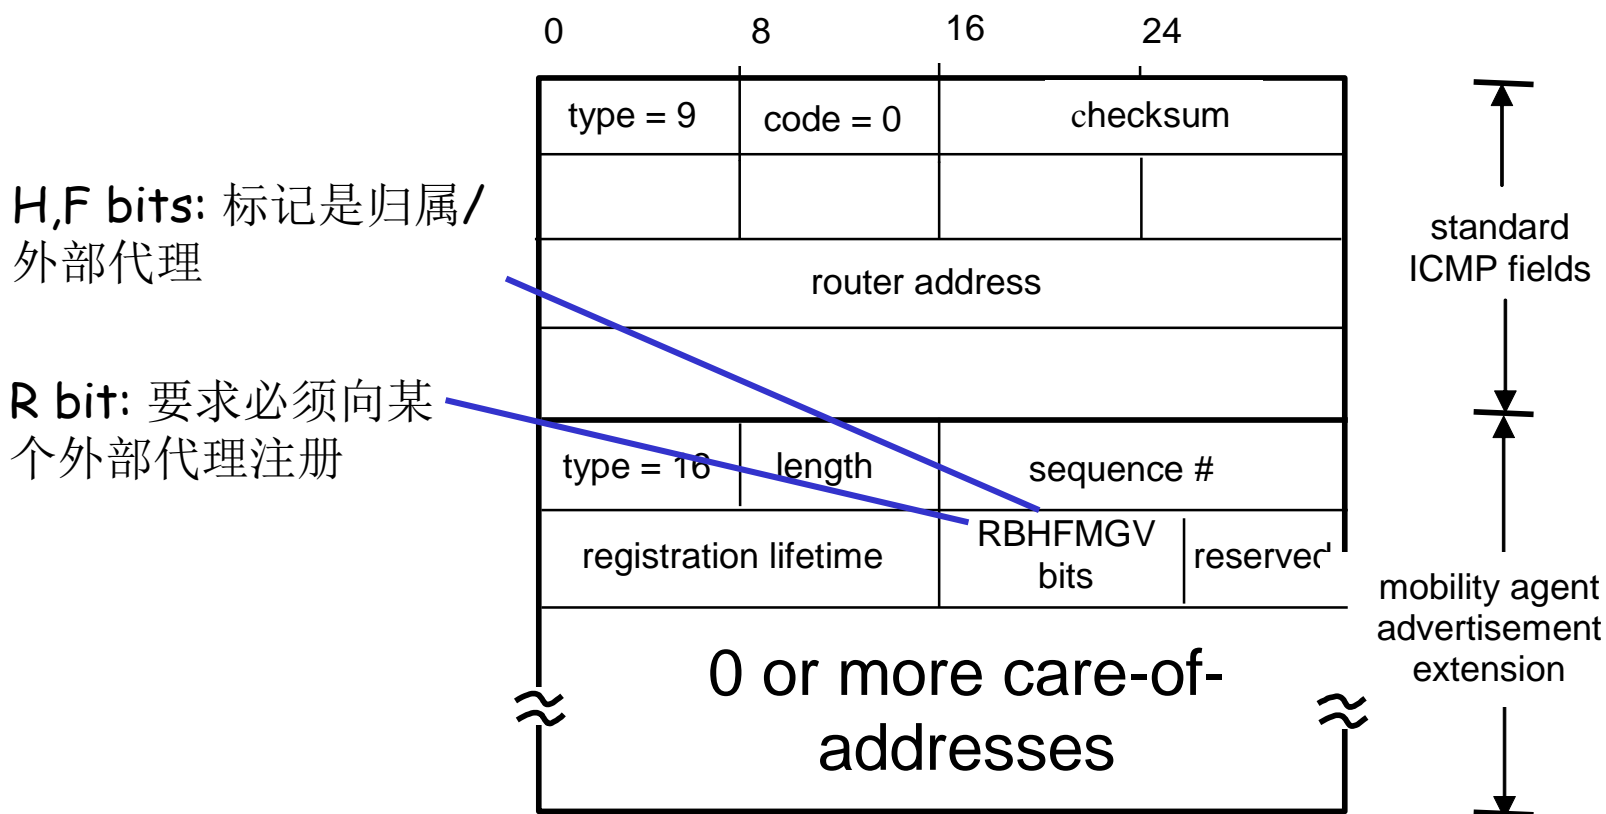 0 8 16 24
type = 9 code = 0 checksum
H,F bits: 标记是归属/
外部代理
standard
ICMP fields
router address
R bit: 要求必须向某
个外部代理注册
type = 16 length sequence #
registration lifetime
RBHFMGV
bits
reserved
mobility agent
advertisement
extension
0 or more care-of-
addresses